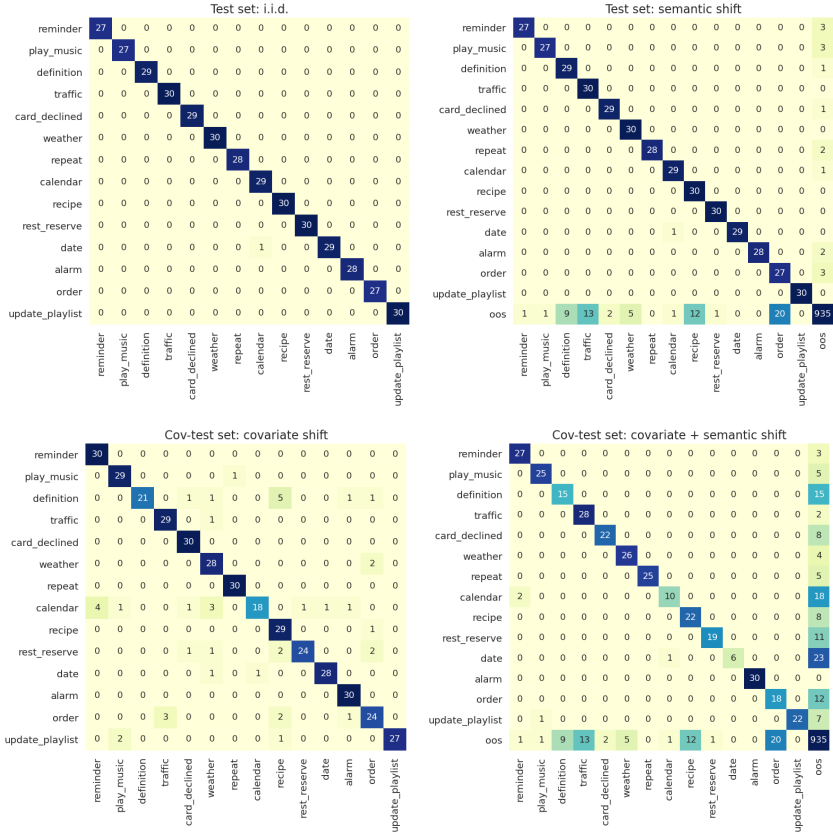 Test set: i.i.d.
reminder 27 0 0 0 0 0 0 0 0 0 0 0 0 0
play_music 0 27 0 0 0 0 0 0 0 0 0 0 0 0
definition 0 0 29 0 0 0 0 0 0 0 0 0 0 0
traffic 0 0 0 30 0 0 0 0 0 0 0 0 0 0
card_declined 0 0 0 0 29 0 0 0 0 0 0 0 0 0
weather 0 0 0 0 0 30 0 0 0 0 0 0 0 0
repeat 0 0 0 0 0 0 28 0 0 0 0 0 0 0
calendar 0 0 0 0 0 0 0 29 0 0 0 0 0 0
recipe 0 0 0 0 0 0 0 0 30 0 0 0 0 0
rest_reserve 0 0 0 0 0 0 0 0 0 30 0 0 0 0
date 0 0 0 0 0 0 0 1 0 0 29 0 0 0
alarm 0 0 0 0 0 0 0 0 0 0 0 28 0 0
order 0 0 0 0 0 0 0 0 0 0 0 0 27 0
update_playlist 0 0 0 0 0 0 0 0 0 0 0 0 0 30
reminder
play_music
definition
traffic
card_declined
weather
repeat
calendar
recipe
rest_reserve
date
alarm
order
update_playlist
Test set: semantic shift
reminder 27 0 0 0 0 0 0 0 0 0 0 0 0 0 3
play_music 0 27 0 0 0 0 0 0 0 0 0 0 0 0 3
definition 0 0 29 0 0 0 0 0 0 0 0 0 0 0 1
traffic 0 0 0 30 0 0 0 0 0 0 0 0 0 0 0
card_declined 0 0 0 0 29 0 0 0 0 0 0 0 0 0 1
weather 0 0 0 0 0 30 0 0 0 0 0 0 0 0 0
repeat 0 0 0 0 0 0 28 0 0 0 0 0 0 0 2
calendar 0 0 0 0 0 0 0 29 0 0 0 0 0 0 1
recipe 0 0 0 0 0 0 0 0 30 0 0 0 0 0 0
rest_reserve 0 0 0 0 0 0 0 0 0 30 0 0 0 0 0
date 0 0 0 0 0 0 0 1 0 0 29 0 0 0 0
alarm 0 0 0 0 0 0 0 0 0 0 0 28 0 0 2
order 0 0 0 0 0 0 0 0 0 0 0 0 27 0 3
update_playlist 0 0 0 0 0 0 0 0 0 0 0 0 0 30 0
oos 1 1 9 13 2 5 0 1 12 1 0 0 20 0 935
reminder
play_music
definition
traffic
card_declined
weather
repeat
calendar
recipe
rest_reserve
date
alarm
order
update_playlist
oos
Cov-test set: covariate shift
reminder 30 0 0 0 0 0 0 0 0 0 0 0 0 0
play_music 0 29 0 0 0 0 1 0 0 0 0 0 0 0
definition 0 0 21 0 1 1 0 0 5 0 0 1 1 0
traffic 0 0 0 29 0 1 0 0 0 0 0 0 0 0
card_declined 0 0 0 0 30 0 0 0 0 0 0 0 0 0
weather 0 0 0 0 0 28 0 0 0 0 0 0 2 0
repeat 0 0 0 0 0 0 30 0 0 0 0 0 0 0
calendar 4 1 0 0 1 3 0 18 0 1 1 1 0 0
recipe 0 0 0 0 0 0 0 0 29 0 0 0 1 0
rest_reserve 0 0 0 0 1 1 0 0 2 24 0 0 2 0
date 0 0 0 0 0 1 0 1 0 0 28 0 0 0
alarm 0 0 0 0 0 0 0 0 0 0 0 30 0 0
order 0 0 0 3 0 0 0 0 2 0 0 1 24 0
update_playlist 0 2 0 0 0 0 0 0 1 0 0 0 0 27
reminder
play_music
definition
traffic
card_declined
weather
repeat
calendar
recipe
rest_reserve
date
alarm
order
update_playlist
Cov-test set: covariate + semantic shift
reminder 27 0 0 0 0 0 0 0 0 0 0 0 0 0 3
play_music 0 25 0 0 0 0 0 0 0 0 0 0 0 0 5
definition 0 0 15 0 0 0 0 0 0 0 0 0 0 0 15
traffic 0 0 0 28 0 0 0 0 0 0 0 0 0 0 2
card_declined 0 0 0 0 22 0 0 0 0 0 0 0 0 0 8
weather 0 0 0 0 0 26 0 0 0 0 0 0 0 0 4
repeat 0 0 0 0 0 0 25 0 0 0 0 0 0 0 5
calendar 2 0 0 0 0 0 0 10 0 0 0 0 0 0 18
recipe 0 0 0 0 0 0 0 0 22 0 0 0 0 0 8
rest_reserve 0 0 0 0 0 0 0 0 0 19 0 0 0 0 11
date 0 0 0 0 0 0 0 1 0 0 6 0 0 0 23
alarm 0 0 0 0 0 0 0 0 0 0 0 30 0 0 0
order 0 0 0 0 0 0 0 0 0 0 0 0 18 0 12
update_playlist 0 1 0 0 0 0 0 0 0 0 0 0 0 22 7
oos 1 1 9 13 2 5 0 1 12 1 0 0 20 0 935
reminder
play_music
definition
traffic
card_declined
weather
repeat
calendar
recipe
rest_reserve
date
alarm
order
update_playlist
oos